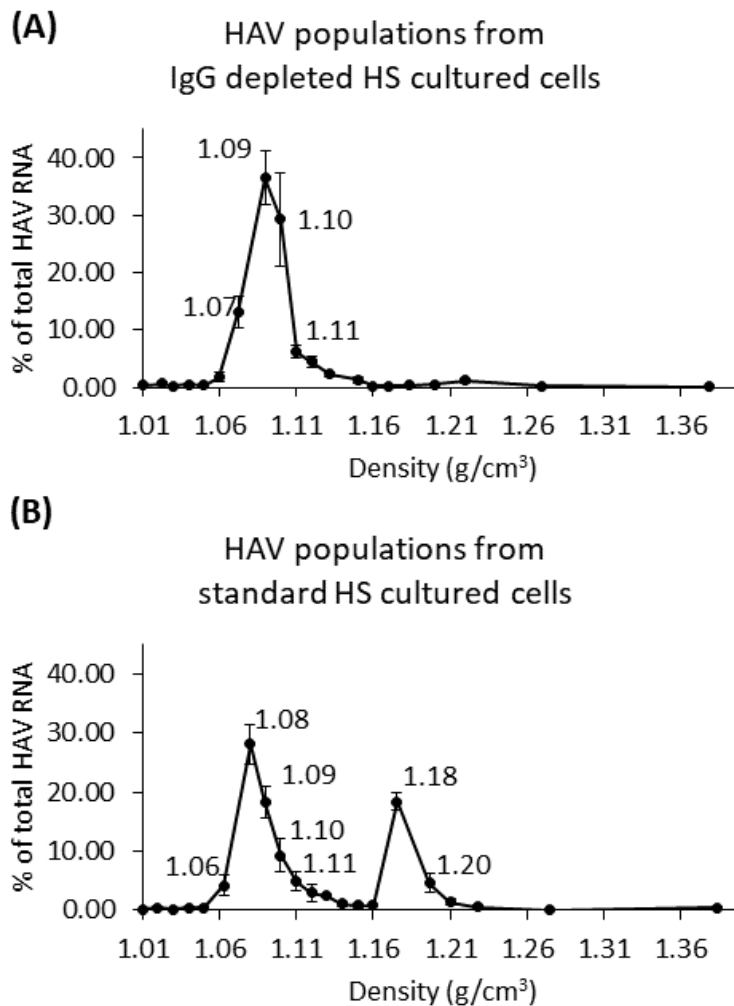 (A)
HAV populations from
IgG depleted HS cultured cells
% of total HAV RNA
40.00
30.00
20.00
10.00
0.00
1.09
1.10
1.07
1.11
1.01 1.06 1.11 1.16 1.21 1.26 1.31 1.36
Density (g/cm³)
(B)
HAV populations from
standard HS cultured cells
% of total HAV RNA
40.00
30.00
20.00
10.00
0.00
1.08
1.09
1.18
1.10
1.06
1.11
1.20
1.01 1.06 1.11 1.16 1.21 1.26 1.31 1.36
Density (g/cm³)